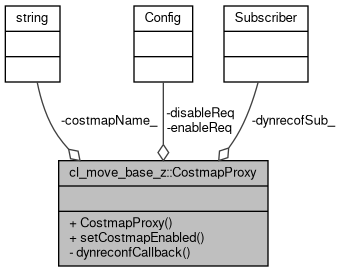 string
Config
Subscriber
-costmapName_
-disableReq
-enableReq
-dynrecofSub_
cl_move_base_z::CostmapProxy
+ CostmapProxy()
+ setCostmapEnabled()
- dynreconfCallback()